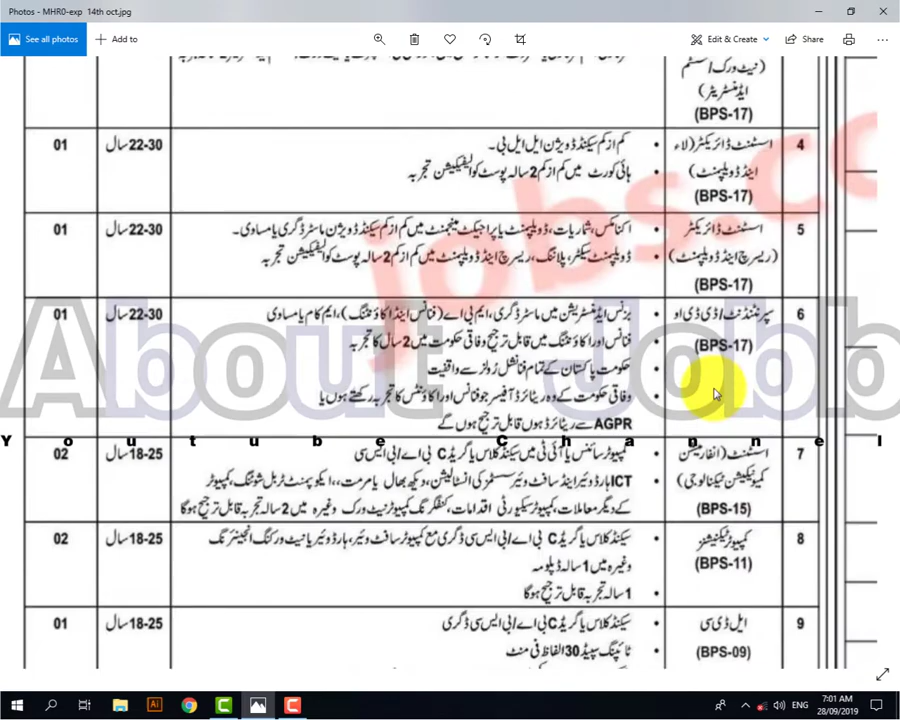 Photos - MHR0-exp 14th oct.jpg
See all photos
Add to
Edit & Create
Share
(نیٹ ورک/سسٹم
ایڈمنسٹریٹر)
(BPS-17)
4
اسسٹنٹ ڈائریکٹر (لاء
اینڈ ڈویلپمنٹ)
(BPS-17)
کم از کم سیکنڈ ڈویژن ایل ایل بی۔
ہائی کورٹ میں کم از کم 2 سالہ پوسٹ کوالیفکیشن تجربہ
22-30 سال
01
5
اسسٹنٹ ڈائریکٹر
(ریسرچ اینڈ ڈویلپمنٹ)
(BPS-17)
اکنامکس، شماریات، ڈویلپمنٹ یا پراجیکٹ مینجمنٹ میں کم از کم سیکنڈ ڈویژن ماسٹر ڈگری یا مساوی۔
ڈویلپمنٹ سیکٹر، پلاننگ، ریسرچ اینڈ ڈویلپمنٹ میں کم از کم 2 سالہ پوسٹ کوالیفکیشن تجربہ
22-30 سال
01
6
سپرنٹنڈنٹ/ڈی ڈی او
(BPS-17)
بزنس ایڈمنسٹریشن میں ماسٹر ڈگری، ایم بی اے (فنانس اینڈ اکاؤنٹنگ)، ایم کام یا مساوی
فنانس اور اکاؤنٹنگ میں قابل ترجیح وفاقی حکومت میں 2 سال کا تجربہ
حکومت پاکستان کے تمام فنانشل رولز سے واقفیت
وفاقی حکومت کے وہ ریٹائرڈ آفیسر جو فنانس اور اکاؤنٹس کا تجربہ رکھتے ہوں یا
AGPR سے ریٹائرڈ ہوں قابل ترجیح ہوں گے
22-30 سال
01
7
اسسٹنٹ (انفارمیشن
کمیونیکیشن ٹیکنالوجی)
(BPS-15)
کمپیوٹر سائنس یا آئی ٹی میں سیکنڈ کلاس یا گریڈ C بی اے/بی ایس سی
ICT ہارڈ ویئر اینڈ سافٹ ویئر سسٹمز کی انسٹالیشن، دیکھ بھال یا مرمت،، ایکوپمنٹ ٹربل شوٹنگ، کمپیوٹر
کے دیگر معاملات، کمپیوٹر سیکیورٹی اقدامات، کنفگرنگ کمپیوٹر نیٹ ورک وغیرہ میں 2 سالہ تجربہ قابل ترجیح ہوگا
18-25 سال
02
8
کمپیوٹر ٹیکنیشنز
(BPS-11)
سیکنڈ کلاس یا گریڈ C بی اے/بی ایس سی ڈگری مع کمپیوٹر سافٹ ویئر، ہارڈ ویئر یا نیٹ ورکنگ انجینئرنگ
وغیرہ میں 1 سالہ ڈپلومہ
1 سالہ تجربہ قابل ترجیح ہوگا
18-25 سال
02
9
ایل ڈی سی
(BPS-09)
سیکنڈ کلاس یا گریڈ C بی اے/بی ایس سی ڈگری
ٹائپنگ سپیڈ 30 الفاظ فی منٹ
18-25 سال
01
jobs.co
About Jobs
Youtube Channel
ENG
7:01 AM
28/09/2019